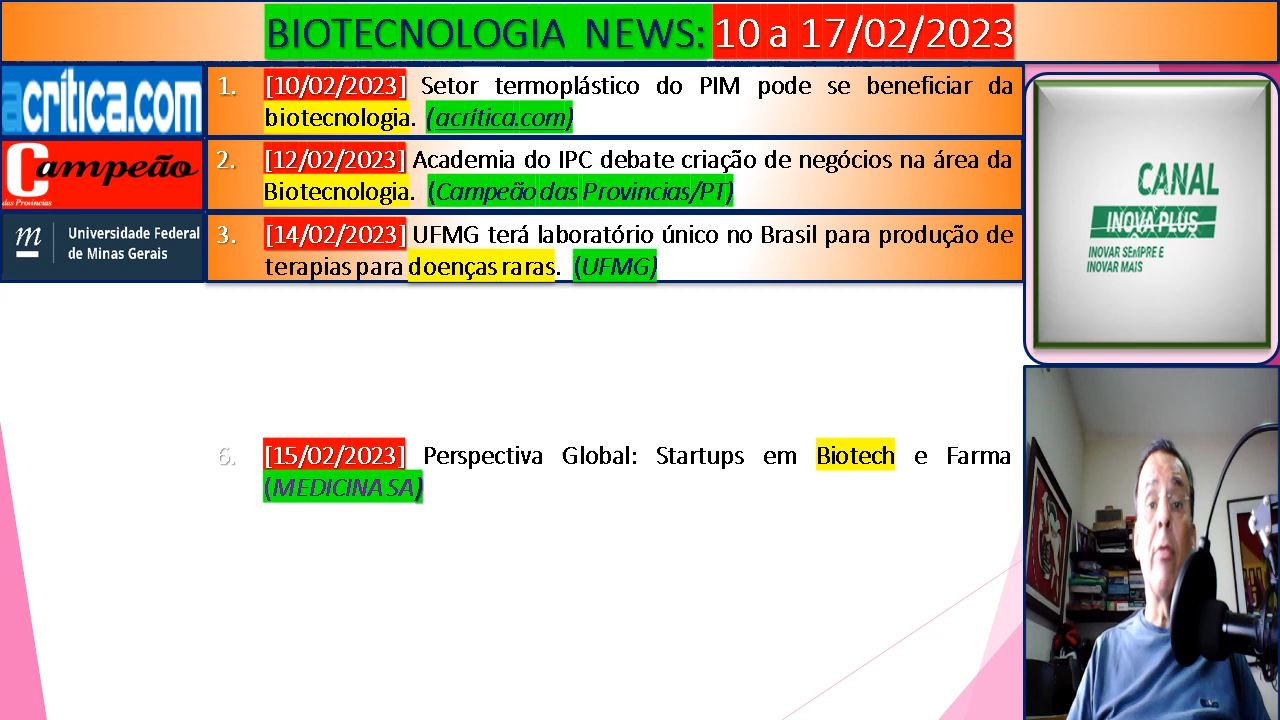 BIOTECNOLOGIA NEWS: 10 a 17/02/2023
acrítica.com
1. [10/02/2023] Setor termoplástico do PIM pode se beneficiar da
biotecnologia. (acrítica.com)
Campeão
das Províncias
2. [12/02/2023] Academia do IPC debate criação de negócios na área da
Biotecnologia. (Campeão das Provincias/PT)
m
Universidade Federal
de Minas Gerais
3. [14/02/2023] UFMG terá laboratório único no Brasil para produção de
terapias para doenças raras. (UFMG)
6. [15/02/2023] Perspectiva Global: Startups em Biotech e Farma
(MEDICINA SA)
CANAL
INOVA PLUS
INOVAR SEMPRE E
INOVAR MAIS